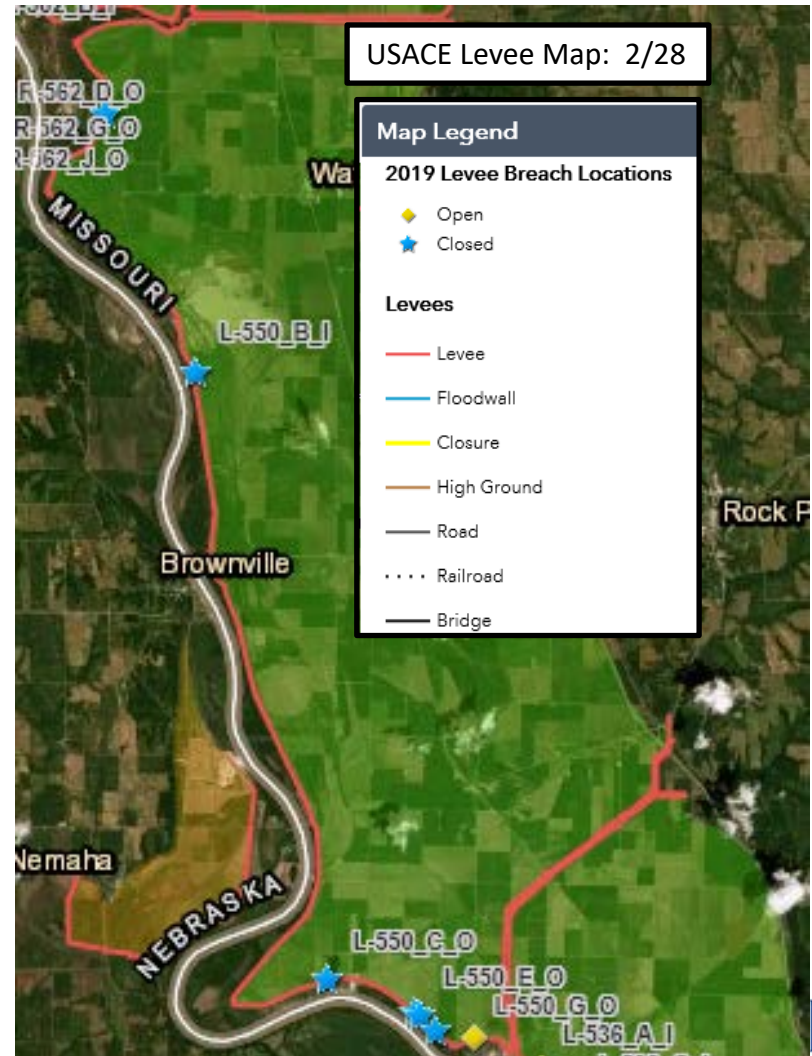 USACE Levee Map: 2/28
R-562_D_O
R-562_G_O
R-562_J_O
Map Legend
2019 Levee Breach Locations
Open
Closed
Levees
Levee
Floodwall
Closure
High Ground
Road
Railroad
Bridge
MISSOURI
L-550_B_I
Rock P
Brownville
Nemaha
NEBRASKA
L-550_C_O
L-550_E_O
L-550_G_O
L-536_A_I